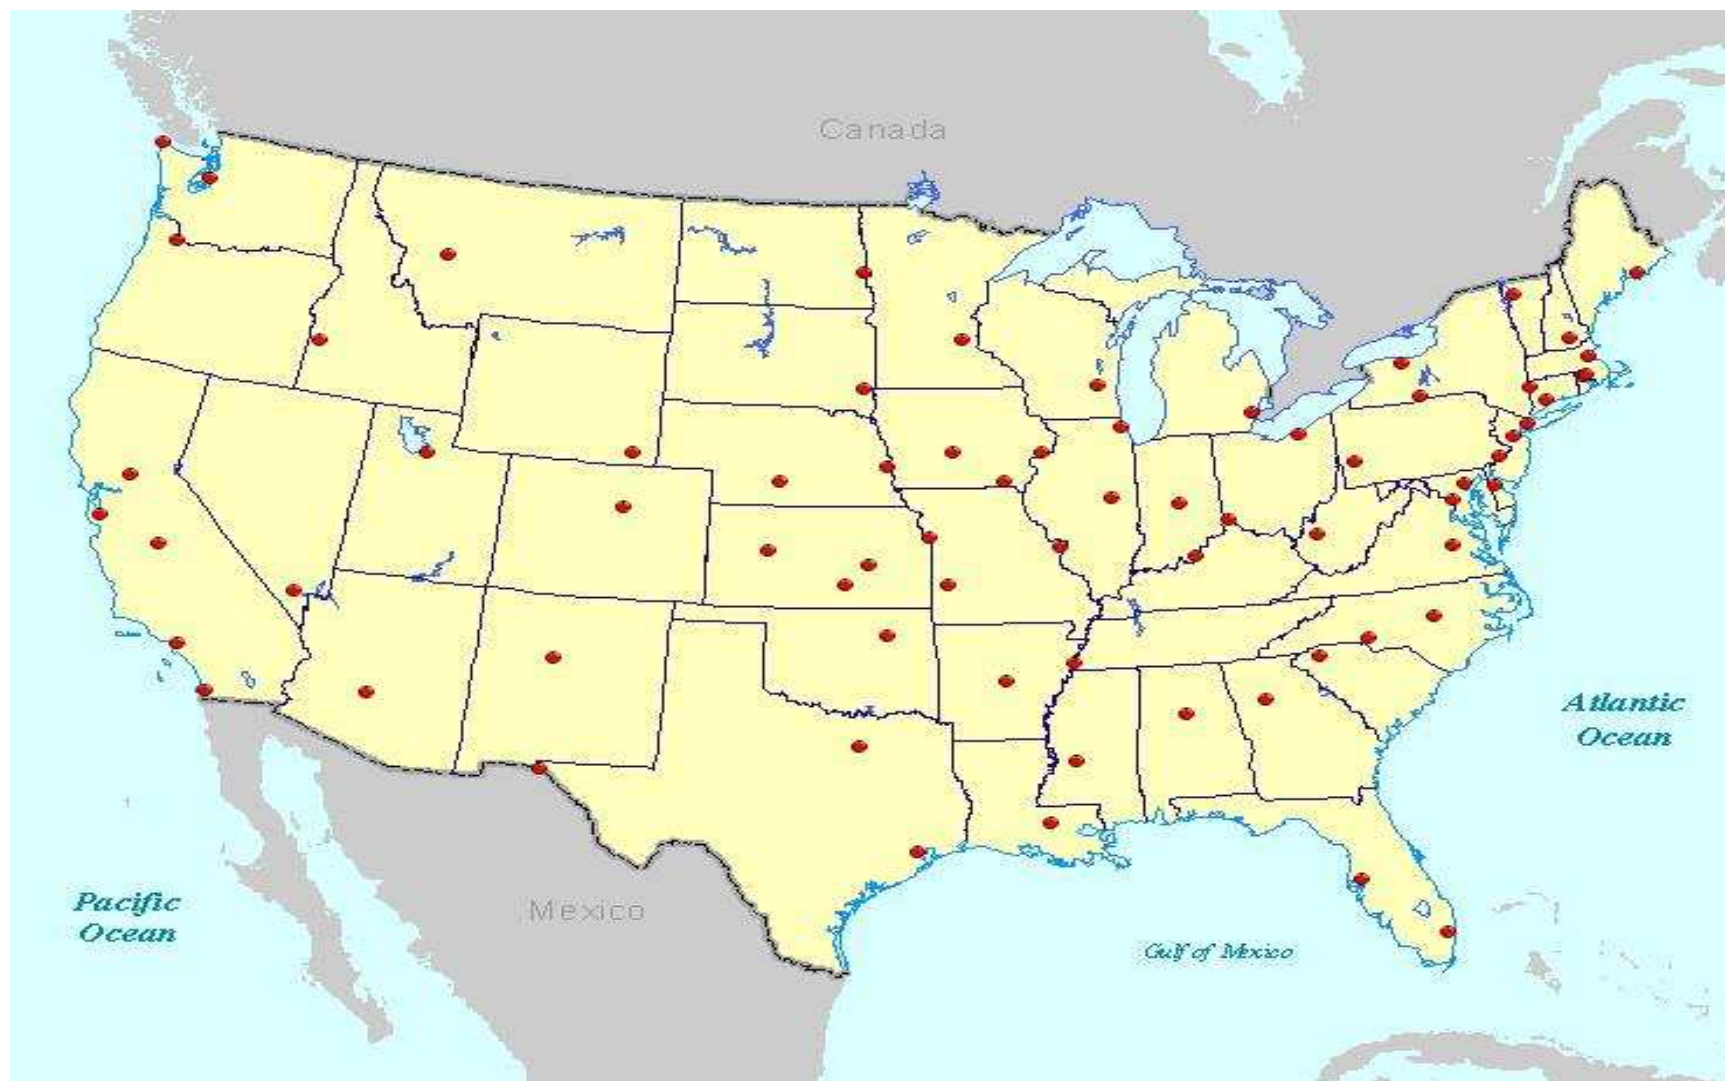 Canada
Atlantic
Ocean
Pacific
Ocean
Mexico
Gulf of Mexico